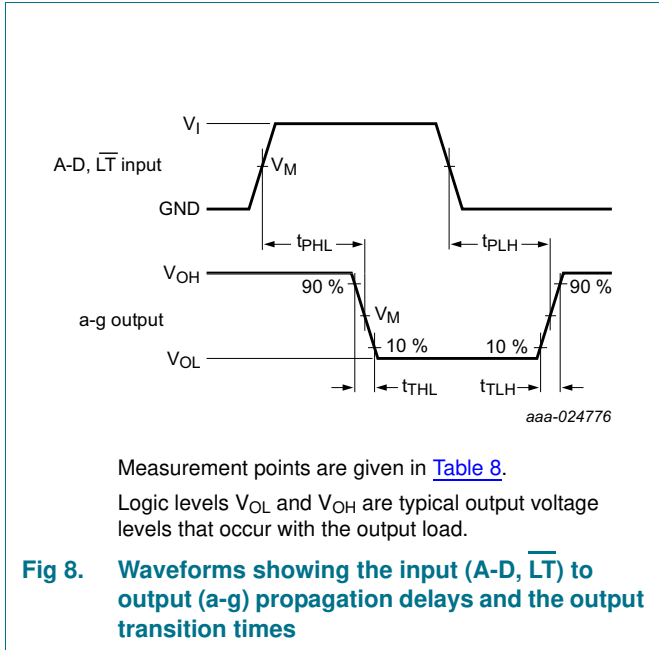 V_I
A-D, L̅T̅ input
V_M
GND
t_PHL
t_PLH
V_OH
90 %
90 %
a-g output
V_M
10 %
10 %
V_OL
t_THL
t_TLH
aaa-024776
Measurement points are given in Table 8.
Logic levels V_OL and V_OH are typical output voltage
levels that occur with the output load.
Fig 8. Waveforms showing the input (A-D, L̅T̅) to
output (a-g) propagation delays and the output
transition times